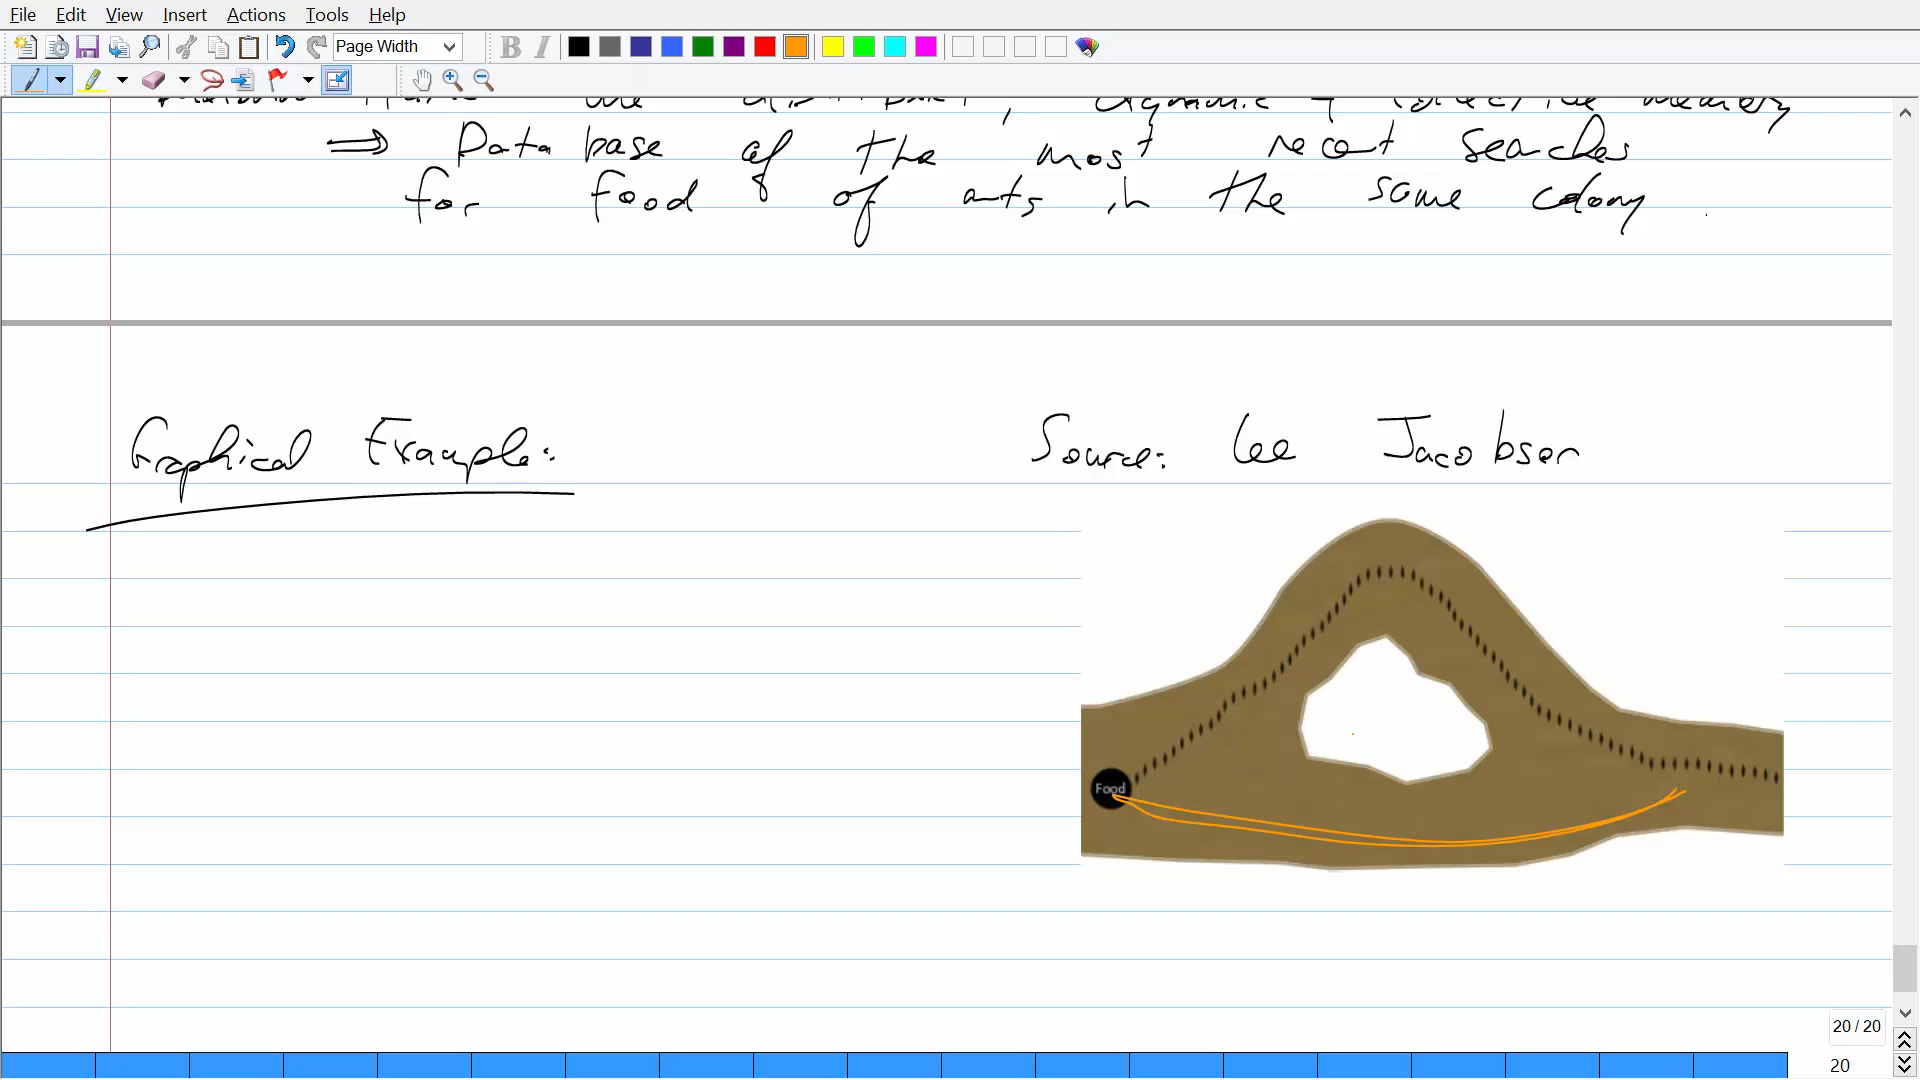 File Edit View Insert Actions Tools Help
Page Width B I
⇒ Data base of the most recent searches
for food of ants in the same colony.
Graphical Example: Source: Lee Jacobson
Food
20 / 20
20